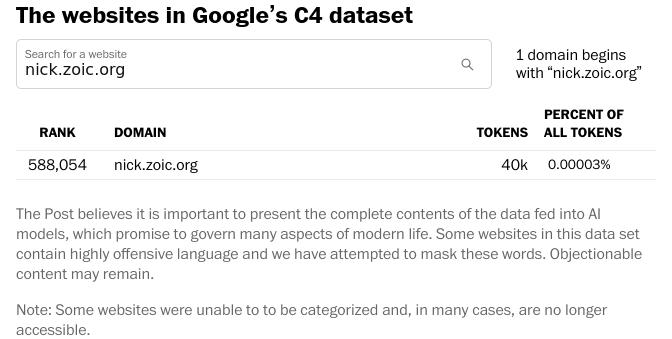 The websites in Google's C4 dataset
Search for a website
nick.zoic.org
1 domain begins
with “nick.zoic.org”
RANK DOMAIN TOKENS PERCENT OF ALL TOKENS
588,054 nick.zoic.org 40k 0.00003%
The Post believes it is important to present the complete contents of the data fed into AI
models, which promise to govern many aspects of modern life. Some websites in this data set
contain highly offensive language and we have attempted to mask these words. Objectionable
content may remain.
Note: Some websites were unable to to be categorized and, in many cases, are no longer
accessible.